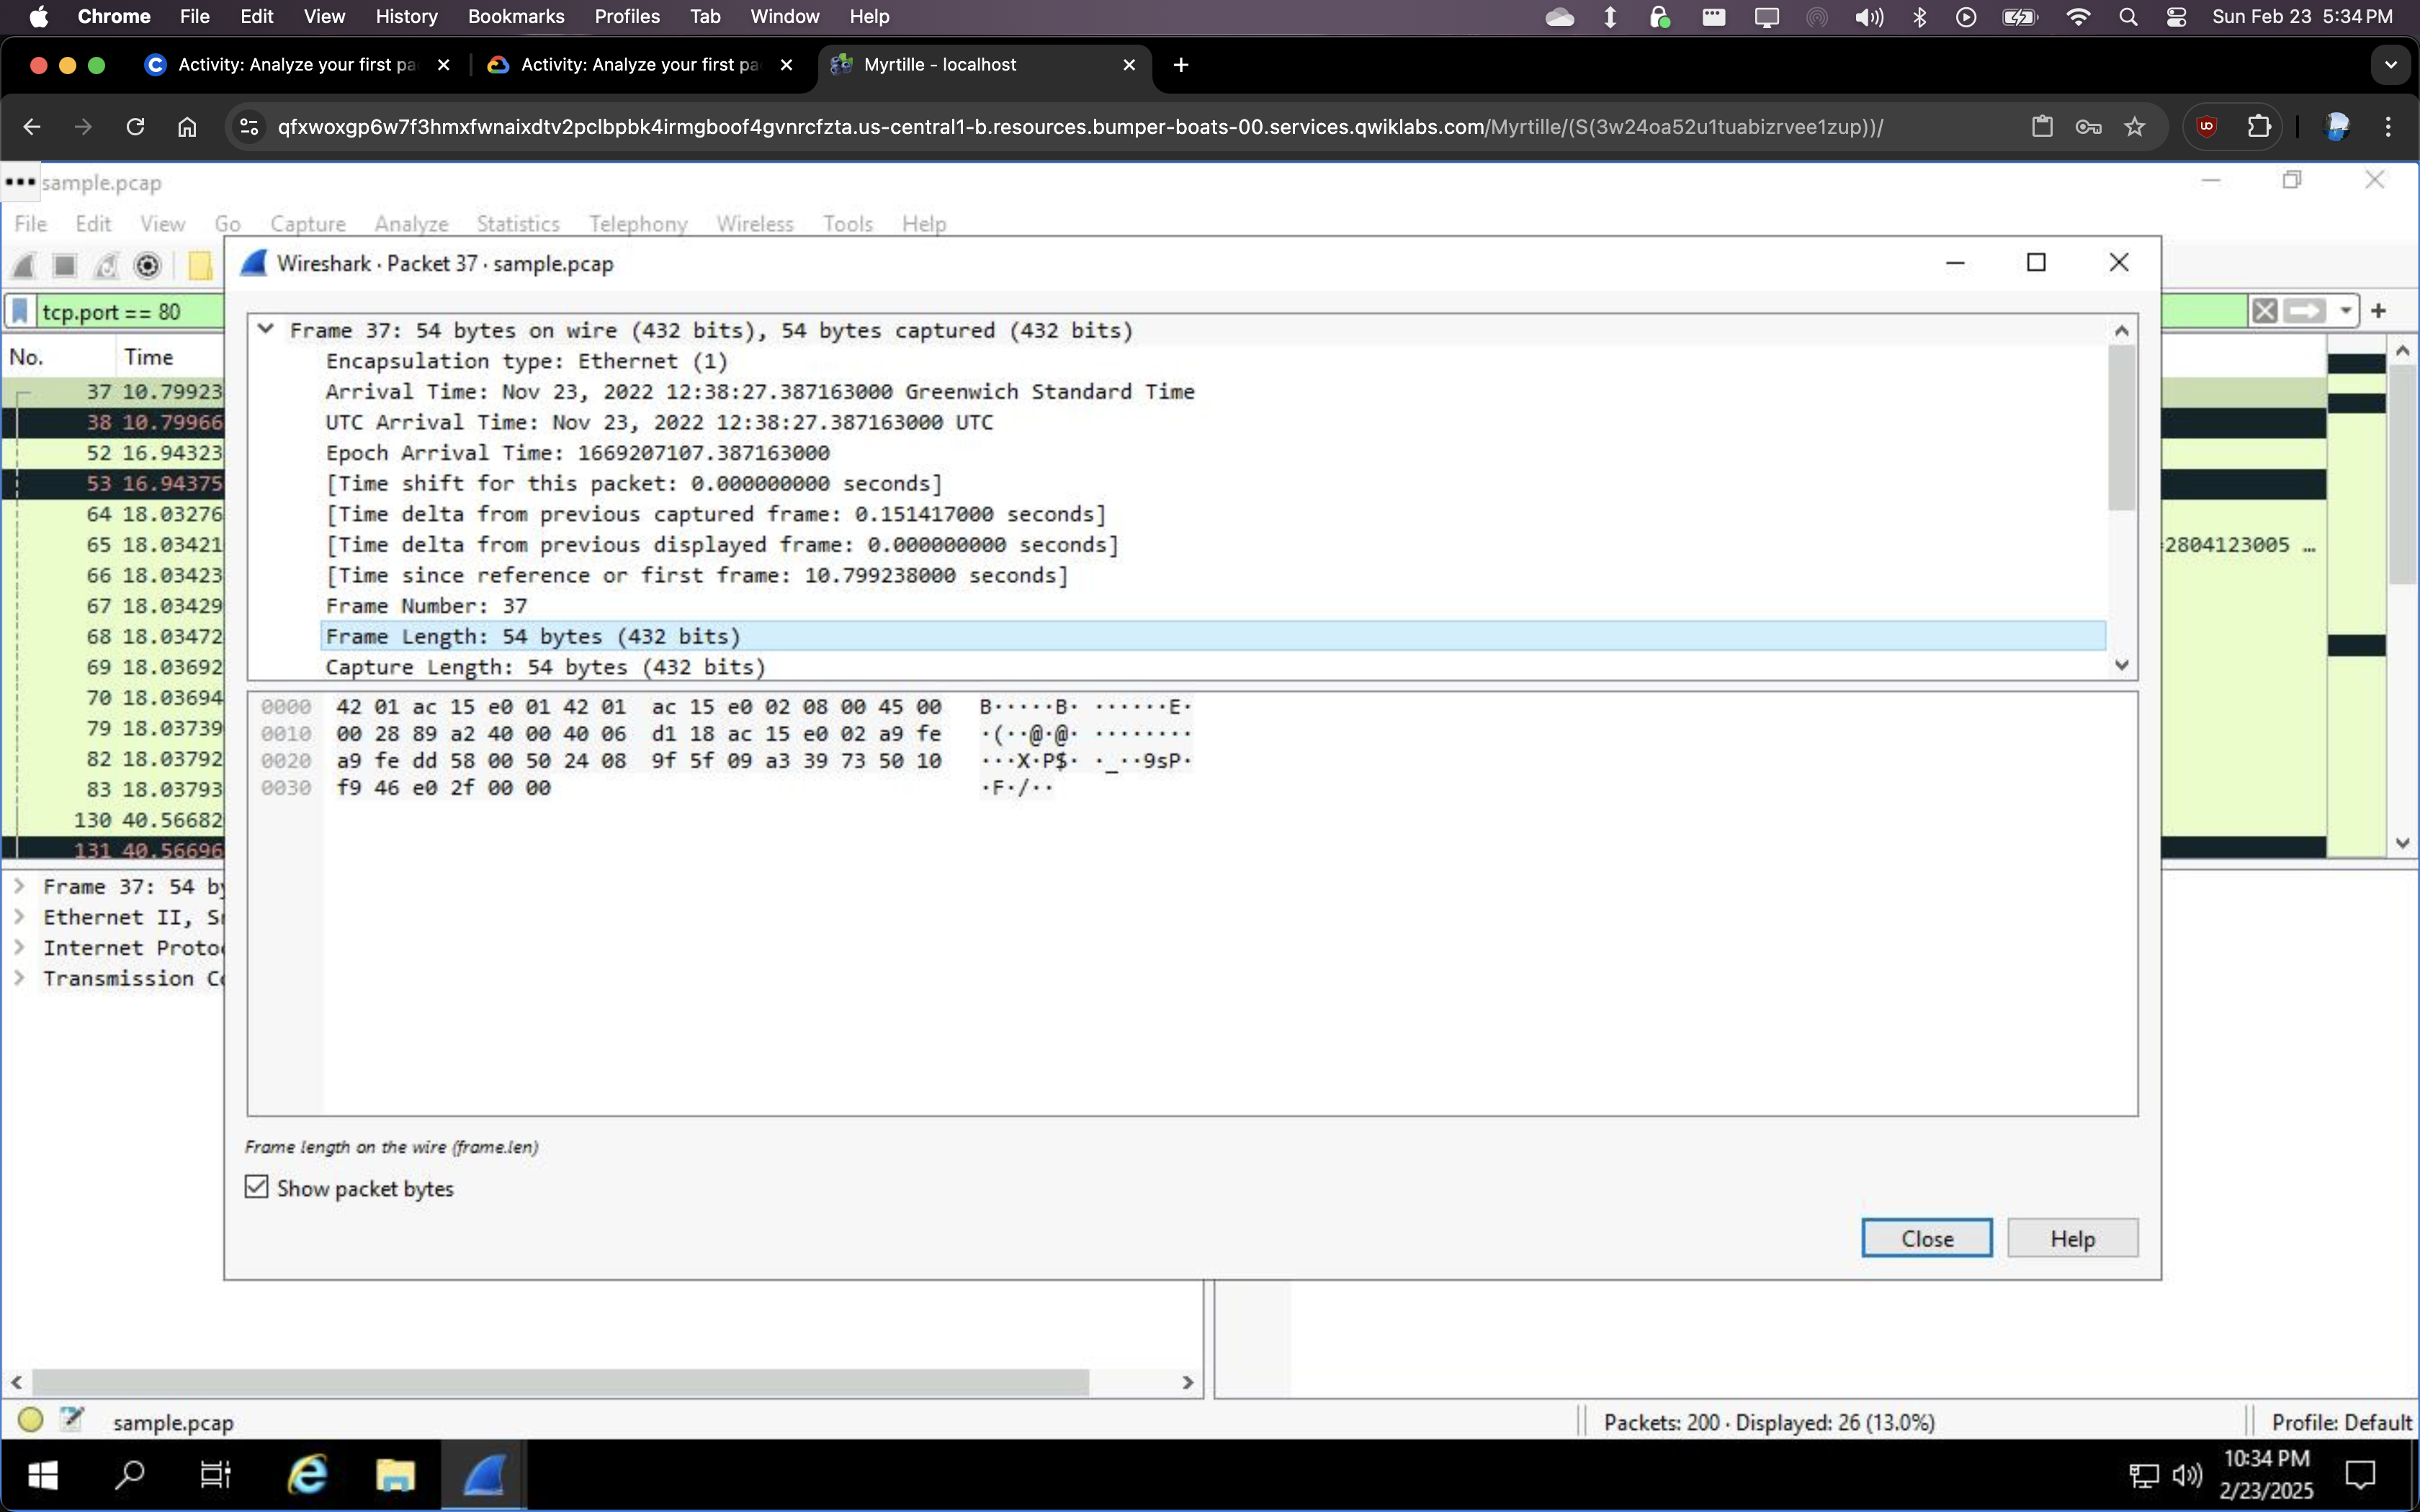 Chrome File Edit View History Bookmarks Profiles Tab Window Help Sun Feb 23 5:34 PM
Activity: Analyze your first pa Activity: Analyze your first pa Myrtille - localhost
qfxwoxgp6w7f3hmxfwnaixdtv2pclbpbk4irmgboof4gvnrcfzta.us-central1-b.resources.bumper-boats-00.services.qwiklabs.com/Myrtille/(S(3w24oa52u1tuabizrvee1zup))/
sample.pcap
File Edit View Go Capture Analyze Statistics Telephony Wireless Tools Help
Wireshark · Packet 37 · sample.pcap
tcp.port == 80
No. Time
37 10.79923
38 10.79966
52 16.94323
53 16.94375
64 18.03276
65 18.03421
66 18.03423
67 18.03429
68 18.03472
69 18.03692
70 18.03694
79 18.03739
82 18.03792
83 18.03793
130 40.56682
131 40.56696
=2804123005 …
Frame 37: 54 bytes on wire (432 bits), 54 bytes captured (432 bits)
Encapsulation type: Ethernet (1)
Arrival Time: Nov 23, 2022 12:38:27.387163000 Greenwich Standard Time
UTC Arrival Time: Nov 23, 2022 12:38:27.387163000 UTC
Epoch Arrival Time: 1669207107.387163000
[Time shift for this packet: 0.000000000 seconds]
[Time delta from previous captured frame: 0.151417000 seconds]
[Time delta from previous displayed frame: 0.000000000 seconds]
[Time since reference or first frame: 10.799238000 seconds]
Frame Number: 37
Frame Length: 54 bytes (432 bits)
Capture Length: 54 bytes (432 bits)
0000 42 01 ac 15 e0 01 42 01 ac 15 e0 02 08 00 45 00 B·····B· ······E·
0010 00 28 89 a2 40 00 40 06 d1 18 ac 15 e0 02 a9 fe ·(··@·@· ········
0020 a9 fe dd 58 00 50 24 08 9f 5f 09 a3 39 73 50 10 ···X·P$· ·_··9sP·
0030 f9 46 e0 2f 00 00 ·F·/··
Frame 37: 54 by
Ethernet II, Sr
Internet Protoc
Transmission Co
Frame length on the wire (frame.len)
Show packet bytes
Close Help
sample.pcap Packets: 200 · Displayed: 26 (13.0%) Profile: Default
10:34 PM
2/23/2025